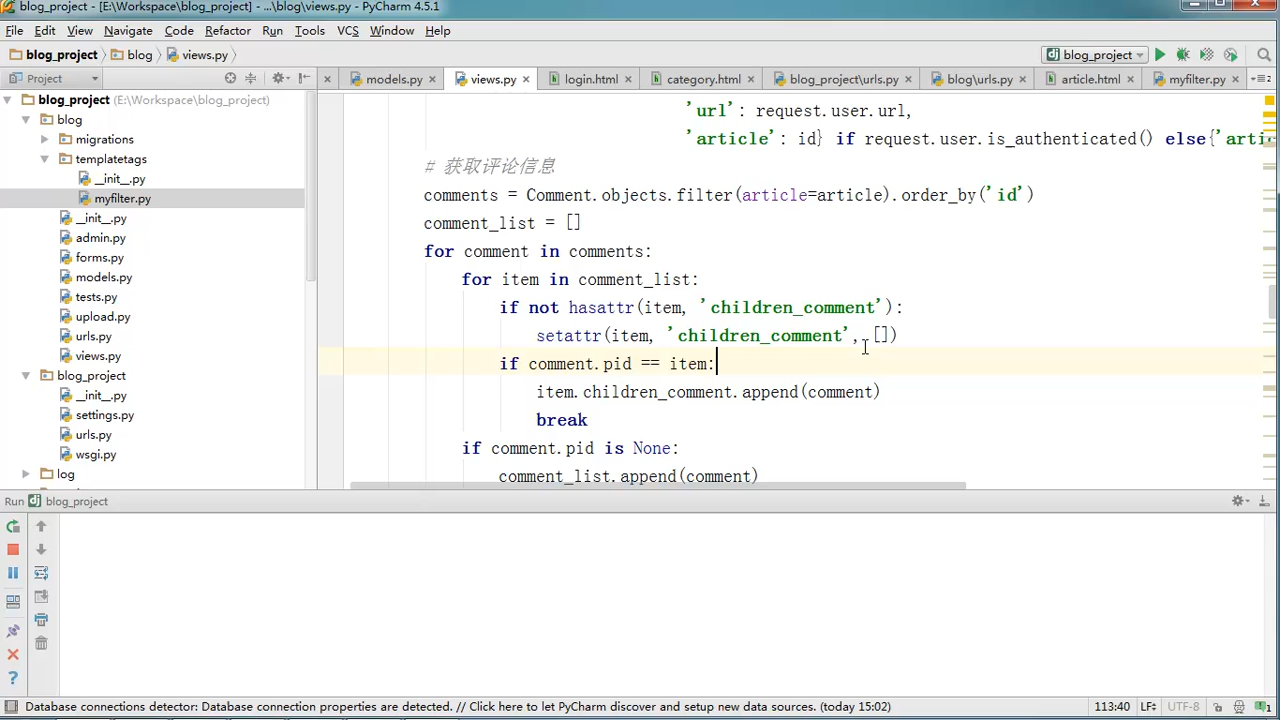 blog_project - [E:\Workspace\blog_project] - ...\blog\views.py - PyCharm 4.5.1
File Edit View Navigate Code Refactor Run Tools VCS Window Help
blog_project blog views.py blog_project
Project models.py views.py login.html category.html blog_project\urls.py blog\urls.py article.html myfilter.py
blog_project (E:\Workspace\blog_project)
blog
migrations
templatetags
__init__.py
myfilter.py
__init__.py
admin.py
forms.py
models.py
tests.py
upload.py
urls.py
views.py
blog_project
__init__.py
settings.py
urls.py
wsgi.py
log
'url': request.user.url,
'article': id} if request.user.is_authenticated() else{'arti
# 获取评论信息
comments = Comment.objects.filter(article=article).order_by('id')
comment_list = []
for comment in comments:
for item in comment_list:
if not hasattr(item, 'children_comment'):
setattr(item, 'children_comment', [])
if comment.pid == item:
item.children_comment.append(comment)
break
if comment.pid is None:
comment_list.append(comment)
Run blog_project
Database connections detected: Database connection properties are detected. // Click here to let PyCharm discover and setup new data sources. (today 15:02) 113:40 LF÷ UTF-8 1